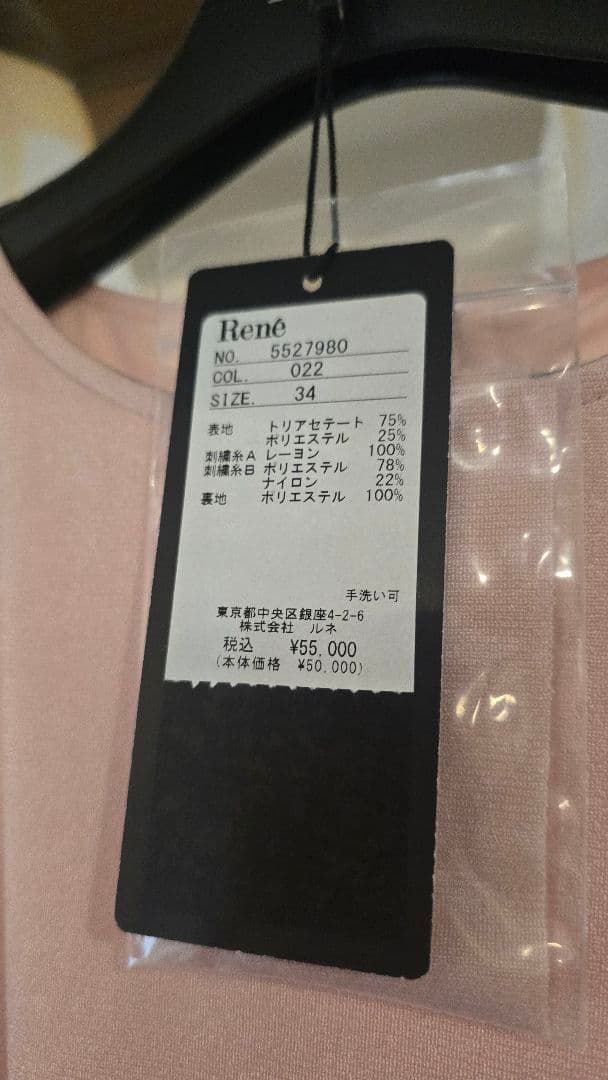 René
NO. 5527980
COL. 022
SIZE. 34
表地 トリアセテート 75%
ポリエステル 25%
刺繍糸A レーヨン 100%
刺繍糸B ポリエステル 78%
ナイロン 22%
裏地 ポリエステル 100%
手洗い可
東京都中央区銀座4-2-6
株式会社 ルネ
税込 ¥55,000
(本体価格 ¥50,000)